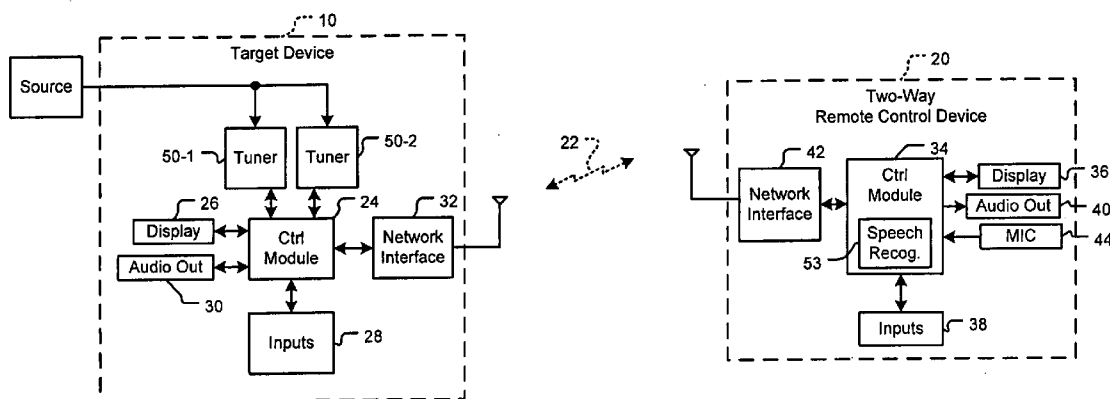 10
Target Device
Source
50-1
Tuner
Tuner
50-2
26
24
32
Display
Ctrl
Module
Network
Interface
Audio Out
30
Inputs
28
22
20
Two-Way
Remote Control Device
42
34
Network
Interface
Ctrl
Module
Speech
Recog.
53
Display
36
Audio Out
40
MIC
44
Inputs
38